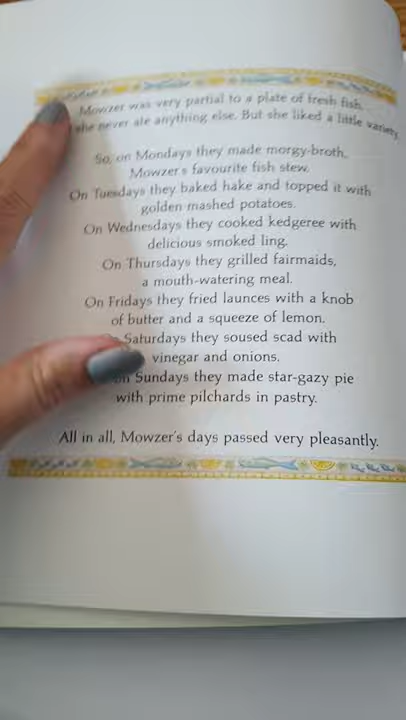 Mowzer was very partial to a plate of fresh fish.
she never ate anything else. But she liked a little variety.
So, on Mondays they made morgy-broth,
Mowzer's favourite fish stew.
On Tuesdays they baked hake and topped it with
golden mashed potatoes.
On Wednesdays they cooked kedgeree with
delicious smoked ling.
On Thursdays they grilled fairmaids,
a mouth-watering meal.
On Fridays they fried launces with a knob
of butter and a squeeze of lemon.
Saturdays they soused scad with
vinegar and onions.
on Sundays they made star-gazy pie
with prime pilchards in pastry.
All in all, Mowzer's days passed very pleasantly.